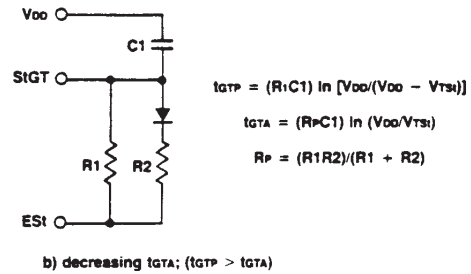 VDD
C1
StGT
tGTP = (R1C1) ln [VDD/(VDD – VTSt)]
tGTA = (RPC1) ln (VDD/VTSt)
RP = (R1R2)/(R1 + R2)
R1
R2
ESt
b) decreasing tGTA; (tGTP > tGTA)